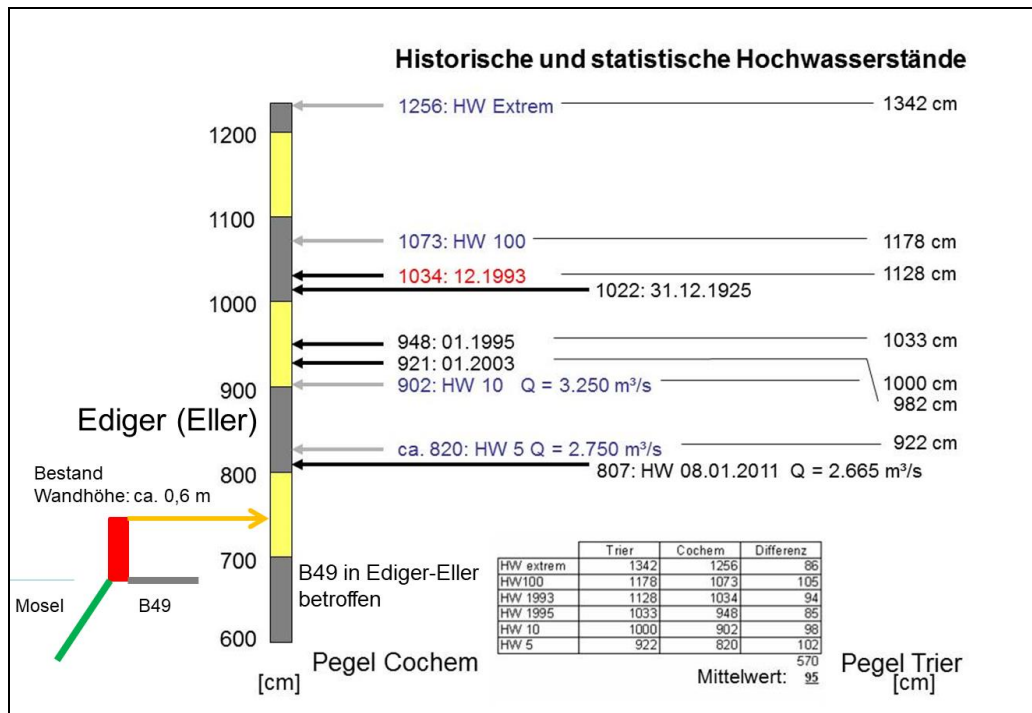 Historische und statistische Hochwasserstände
1256: HW Extrem 1342 cm
1200
1100
1073: HW 100 1178 cm
1034: 12.1993 1128 cm
1022: 31.12.1925
1000
948: 01.1995 1033 cm
921: 01.2003
902: HW 10 Q = 3.250 m³/s 1000 cm
982 cm
900
Ediger (Eller)
ca. 820: HW 5 Q = 2.750 m³/s 922 cm
807: HW 08.01.2011 Q = 2.665 m³/s
800
Bestand
Wandhöhe: ca. 0,6 m
700
B49 in Ediger-Eller
betroffen
Mosel B49
600
Pegel Cochem
[cm]
Trier Cochem Differenz
HW extrem 1342 1256 86
HW100 1178 1073 105
HW 1993 1128 1034 94
HW 1995 1033 948 85
HW 10 1000 902 98
HW 5 922 820 102
570
Mittelwert: 95
Pegel Trier
[cm]